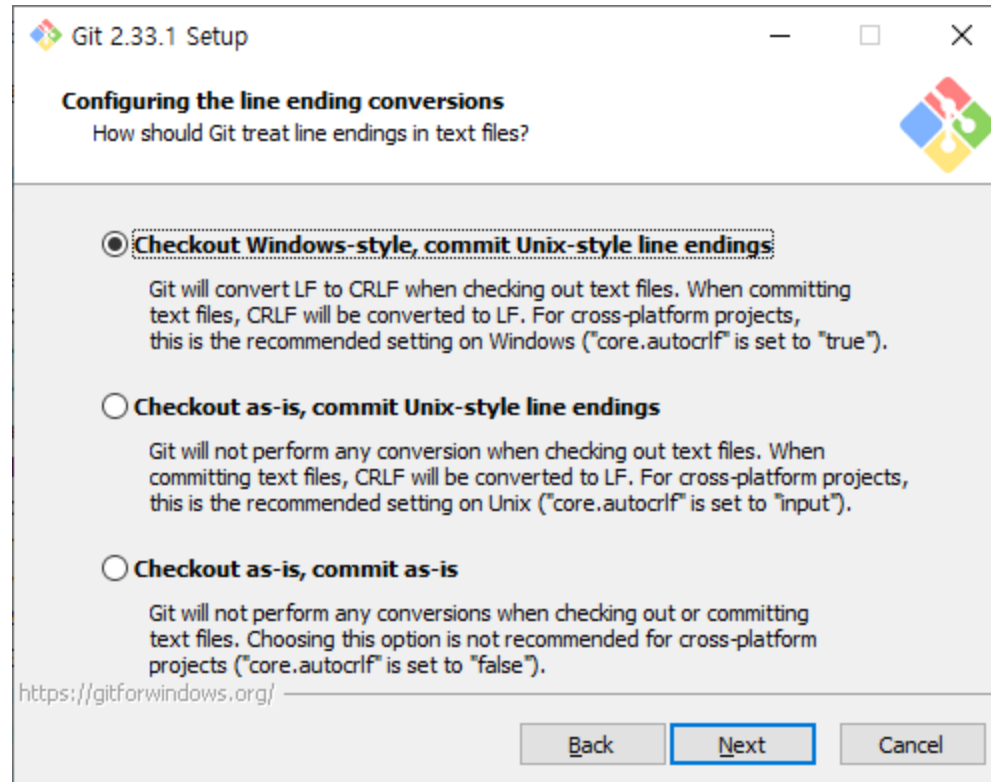 Git 2.33.1 Setup
Configuring the line ending conversions
How should Git treat line endings in text files?
Checkout Windows-style, commit Unix-style line endings
Git will convert LF to CRLF when checking out text files. When committing
text files, CRLF will be converted to LF. For cross-platform projects,
this is the recommended setting on Windows ("core.autocrlf" is set to "true").
Checkout as-is, commit Unix-style line endings
Git will not perform any conversion when checking out text files. When
committing text files, CRLF will be converted to LF. For cross-platform projects,
this is the recommended setting on Unix ("core.autocrlf" is set to "input").
Checkout as-is, commit as-is
Git will not perform any conversions when checking out or committing
text files. Choosing this option is not recommended for cross-platform
projects ("core.autocrlf" is set to "false").
https://gitforwindows.org/
Back Next Cancel